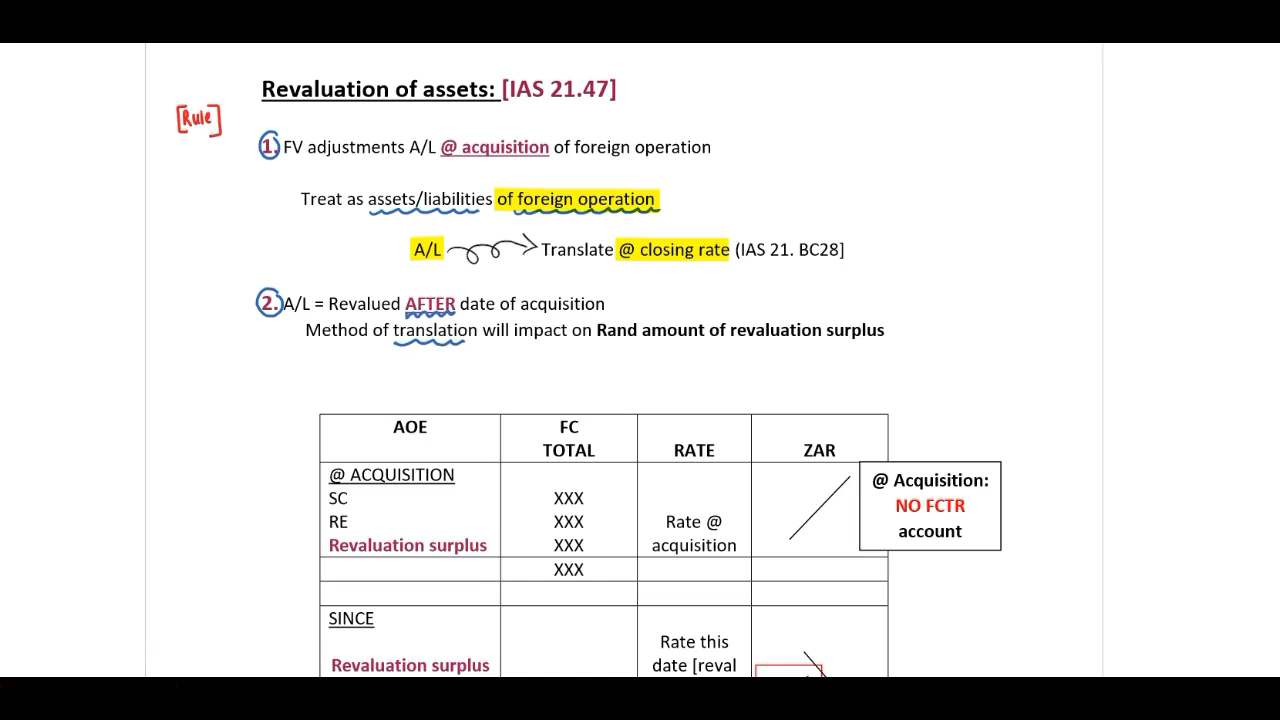 Revaluation of assets: [IAS 21.47]
[Rule]
1. FV adjustments A/L @ acquisition of foreign operation
Treat as assets/liabilities of foreign operation
A/L Translate @ closing rate (IAS 21. BC28]
2. A/L = Revalued AFTER date of acquisition
Method of translation will impact on Rand amount of revaluation surplus
AOE FC TOTAL RATE ZAR
@ ACQUISITION
SC XXX
RE XXX Rate @
Revaluation surplus XXX acquisition
XXX
@ Acquisition:
NO FCTR
account
SINCE
Rate this
Revaluation surplus date [reval